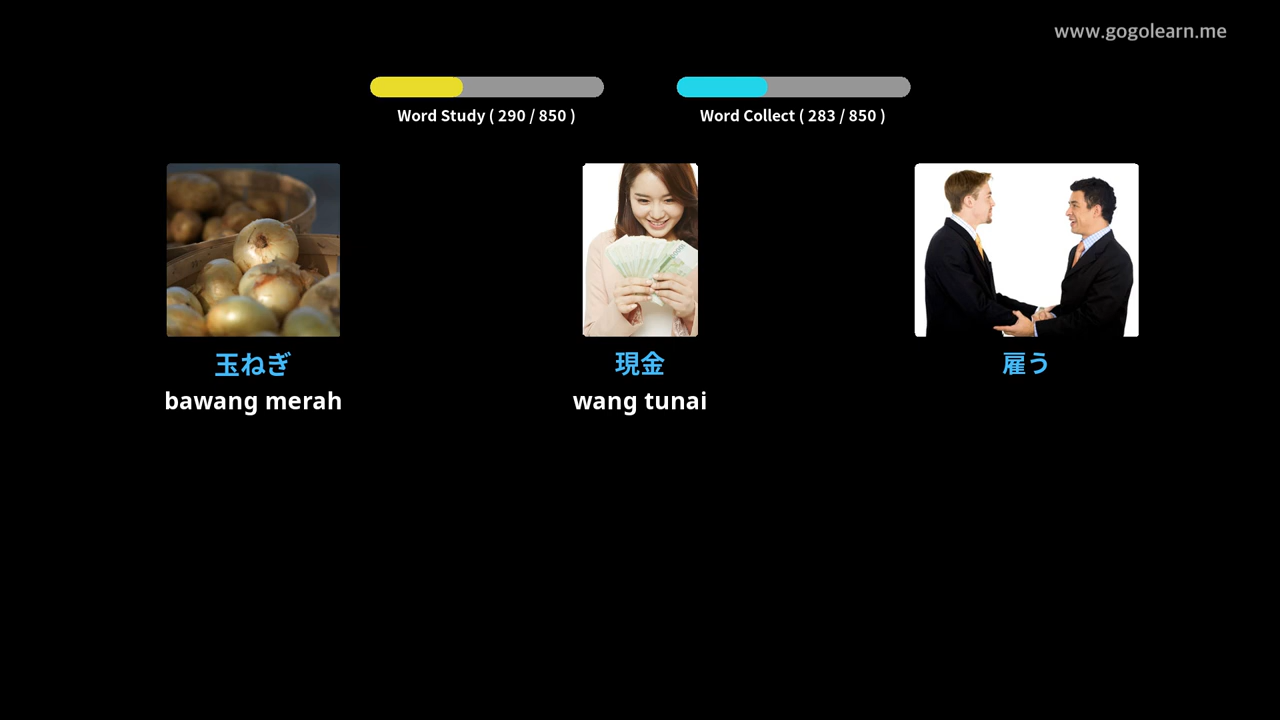 www.gogolearn.me
Word Study ( 290 / 850 )
Word Collect ( 283 / 850 )
玉ねぎ
現金
雇う
bawang merah
wang tunai